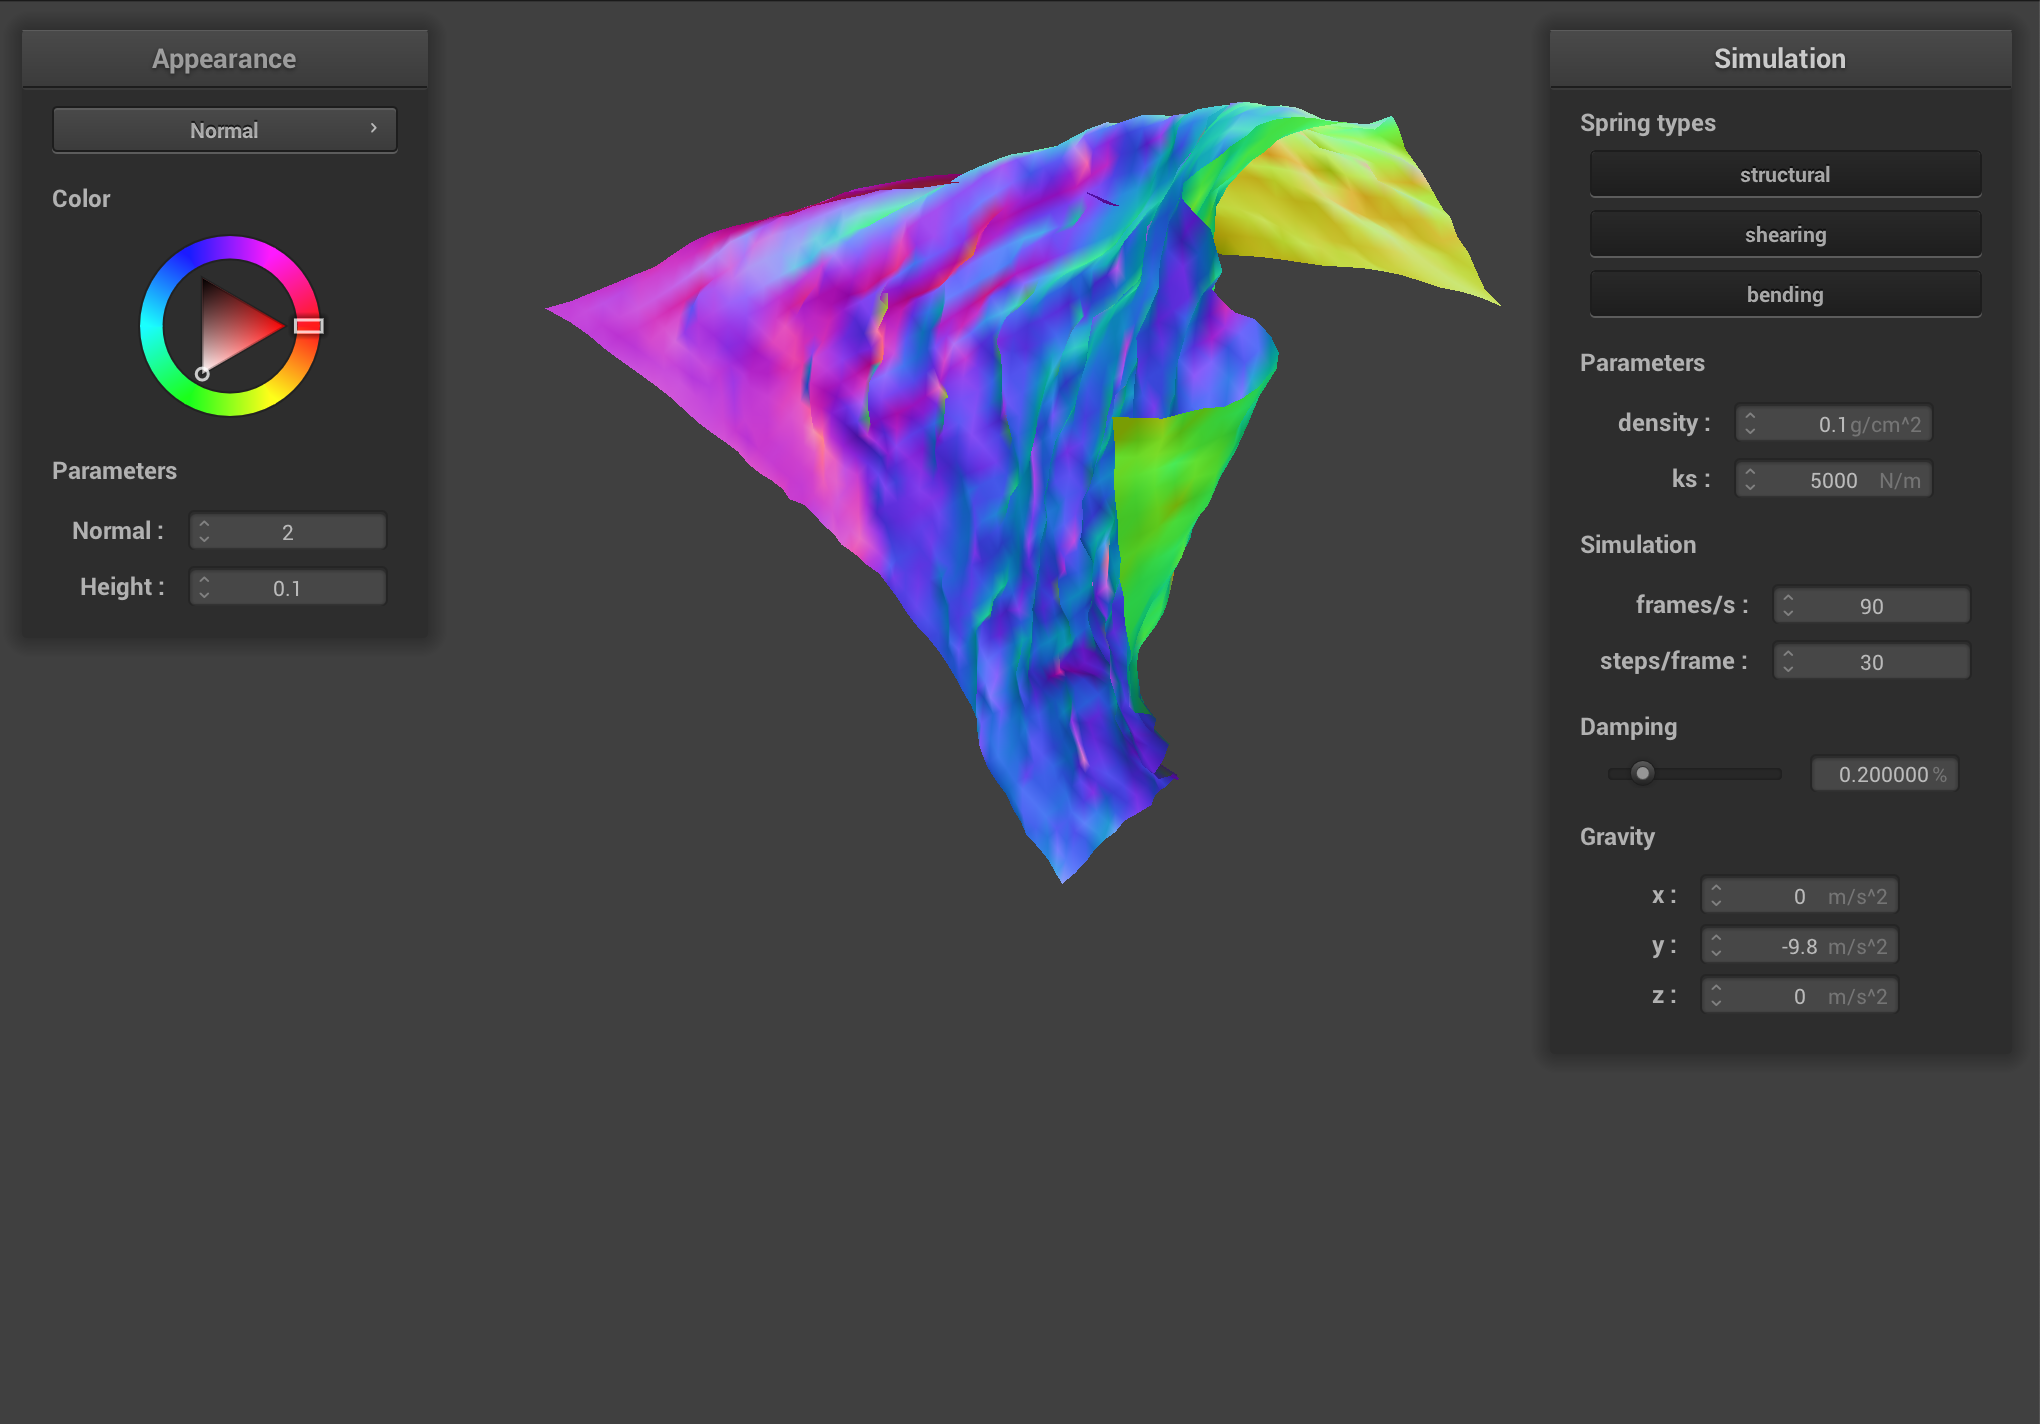 Appearance
Normal
Color
Parameters
Normal : 2
Height : 0.1
Simulation
Spring types
structural
shearing
bending
Parameters
density : 0.1 g/cm^2
ks : 5000 N/m
Simulation
frames/s : 90
steps/frame : 30
Damping
0.200000 %
Gravity
x : 0 m/s^2
y : -9.8 m/s^2
z : 0 m/s^2